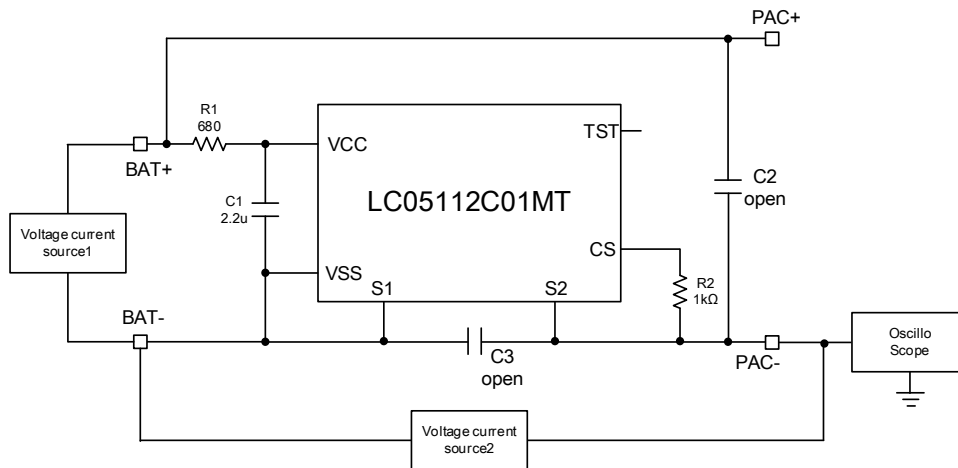 PAC+
R1
680
BAT+
VCC
TST
C1
2.2u
LC05112C01MT
C2
open
Voltage current
source1
VSS
CS
R2
1kΩ
S1
S2
BAT-
C3
open
PAC-
Oscillo
Scope
Voltage current
source2